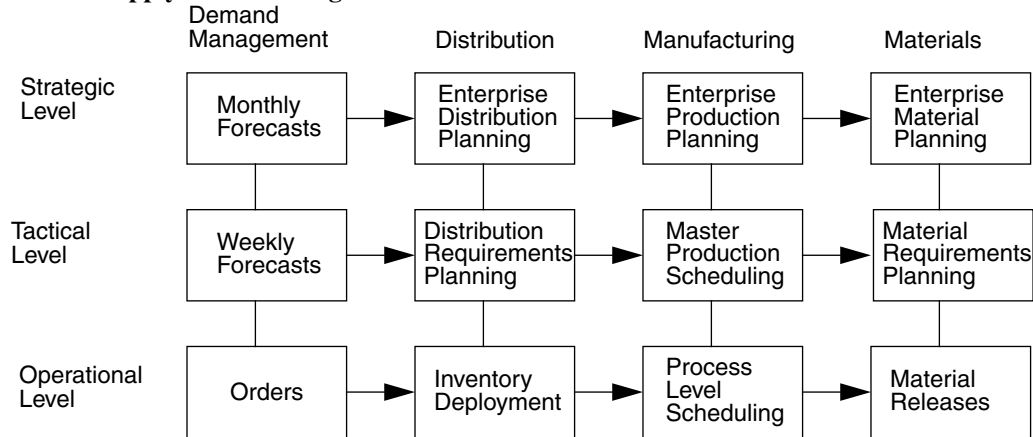 Demand
Management
Distribution
Manufacturing
Materials
Strategic
Level
Monthly
Forecasts
Enterprise
Distribution
Planning
Enterprise
Production
Planning
Enterprise
Material
Planning
Tactical
Level
Weekly
Forecasts
Distribution
Requirements
Planning
Master
Production
Scheduling
Material
Requirements
Planning
Operational
Level
Orders
Inventory
Deployment
Process
Level
Scheduling
Material
Releases